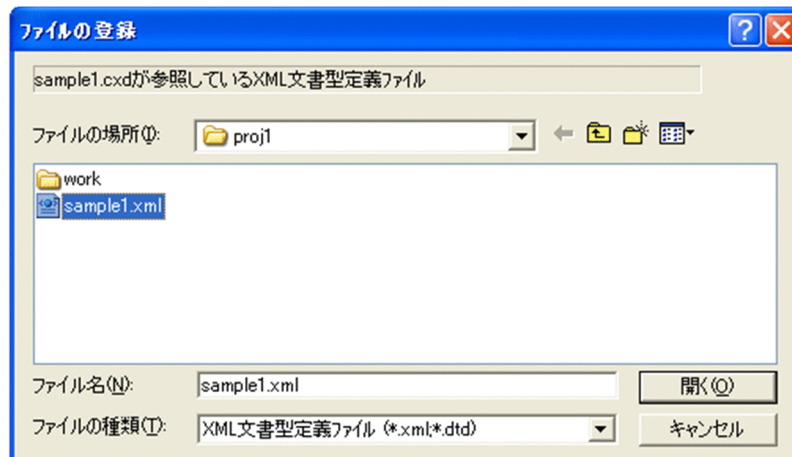 ファイルの登録
sample1.cxdが参照しているXML文書型定義ファイル
ファイルの場所(I):
proj1
work
sample1.xml
ファイル名(N):
sample1.xml
開く(O)
ファイルの種類(T):
XML文書型定義ファイル (*.xml;*.dtd)
キャンセル